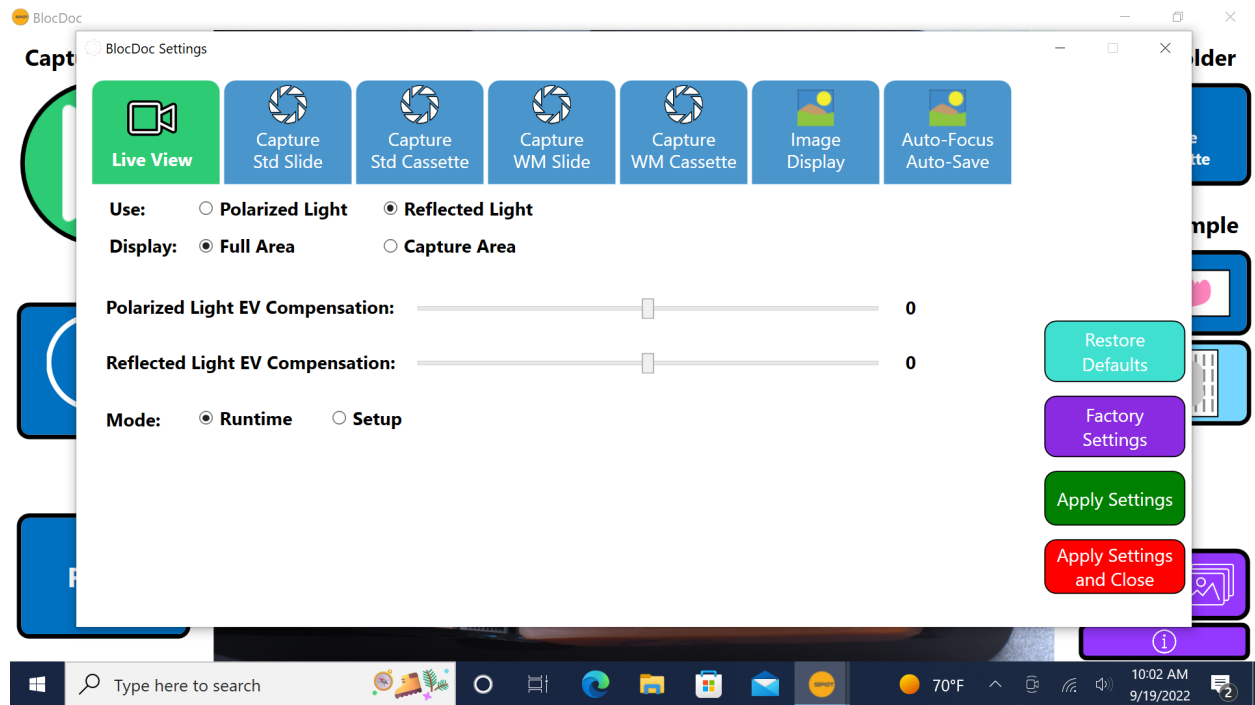 BlocDoc
BlocDoc Settings
Live View
Capture
Std Slide
Capture
Std Cassette
Capture
WM Slide
Capture
WM Cassette
Image
Display
Auto-Focus
Auto-Save
Use:
Polarized Light
Reflected Light
Display:
Full Area
Capture Area
Polarized Light EV Compensation:
0
Reflected Light EV Compensation:
0
Mode:
Runtime
Setup
Restore
Defaults
Factory
Settings
Apply Settings
Apply Settings
and Close
Type here to search
SPOT
70°F
10:02 AM
9/19/2022
2